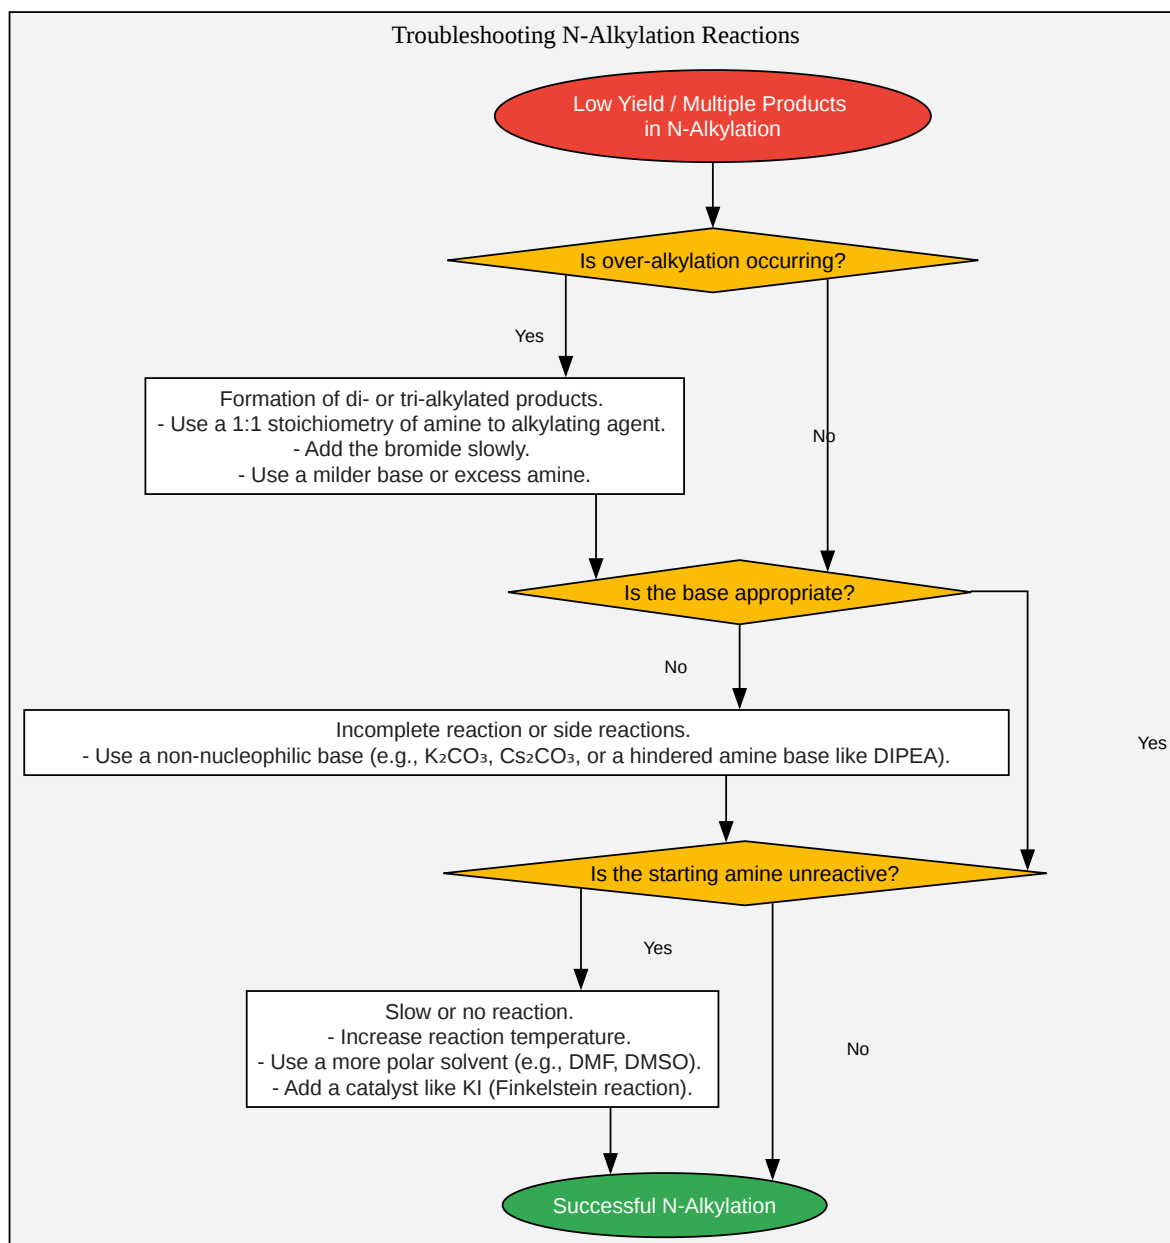 Troubleshooting N-Alkylation Reactions
Low Yield / Multiple Products
in N-Alkylation
Is over-alkylation occurring?
Yes
Formation of di- or tri-alkylated products.
- Use a 1:1 stoichiometry of amine to alkylating agent.
- Add the bromide slowly.
- Use a milder base or excess amine.
No
Is the base appropriate?
No
Incomplete reaction or side reactions.
- Use a non-nucleophilic base (e.g., K₂CO₃, Cs₂CO₃, or a hindered amine base like DIPEA).
Yes
Is the starting amine unreactive?
Yes
Slow or no reaction.
- Increase reaction temperature.
- Use a more polar solvent (e.g., DMF, DMSO).
- Add a catalyst like KI (Finkelstein reaction).
No
Successful N-Alkylation